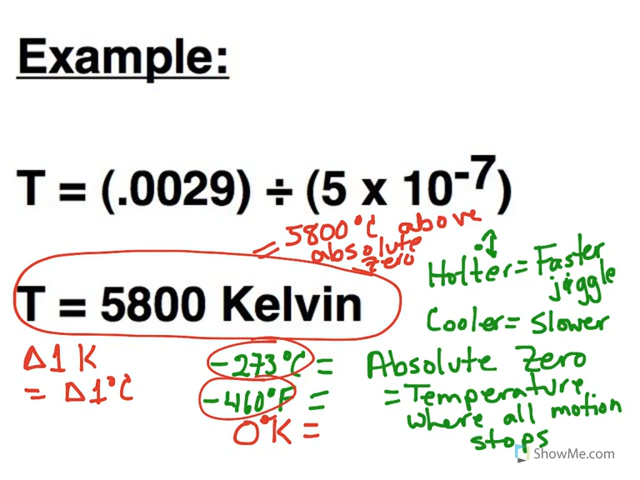 Example:
T = (.0029) ÷ (5 x 10⁻⁷)
= 5800°C above
absolute
zero
T = 5800 Kelvin
Hotter = Faster
jiggle
Cooler = Slower
Δ1 K
= Δ1°C
-273°C = Absolute Zero
-460°F = = Temperature
where all motion
stops
0°K =
ShowMe.com